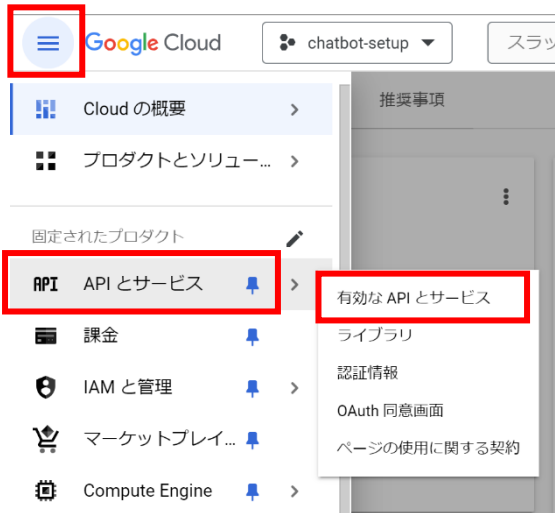 Google Cloud
chatbot-setup
スラッ
Cloud の概要
推奨事項
プロダクトとソリュー...
固定されたプロダクト
API API とサービス
有効な API とサービス
課金
ライブラリ
IAM と管理
認証情報
OAuth 同意画面
マーケットプレイ...
ページの使用に関する契約
Compute Engine